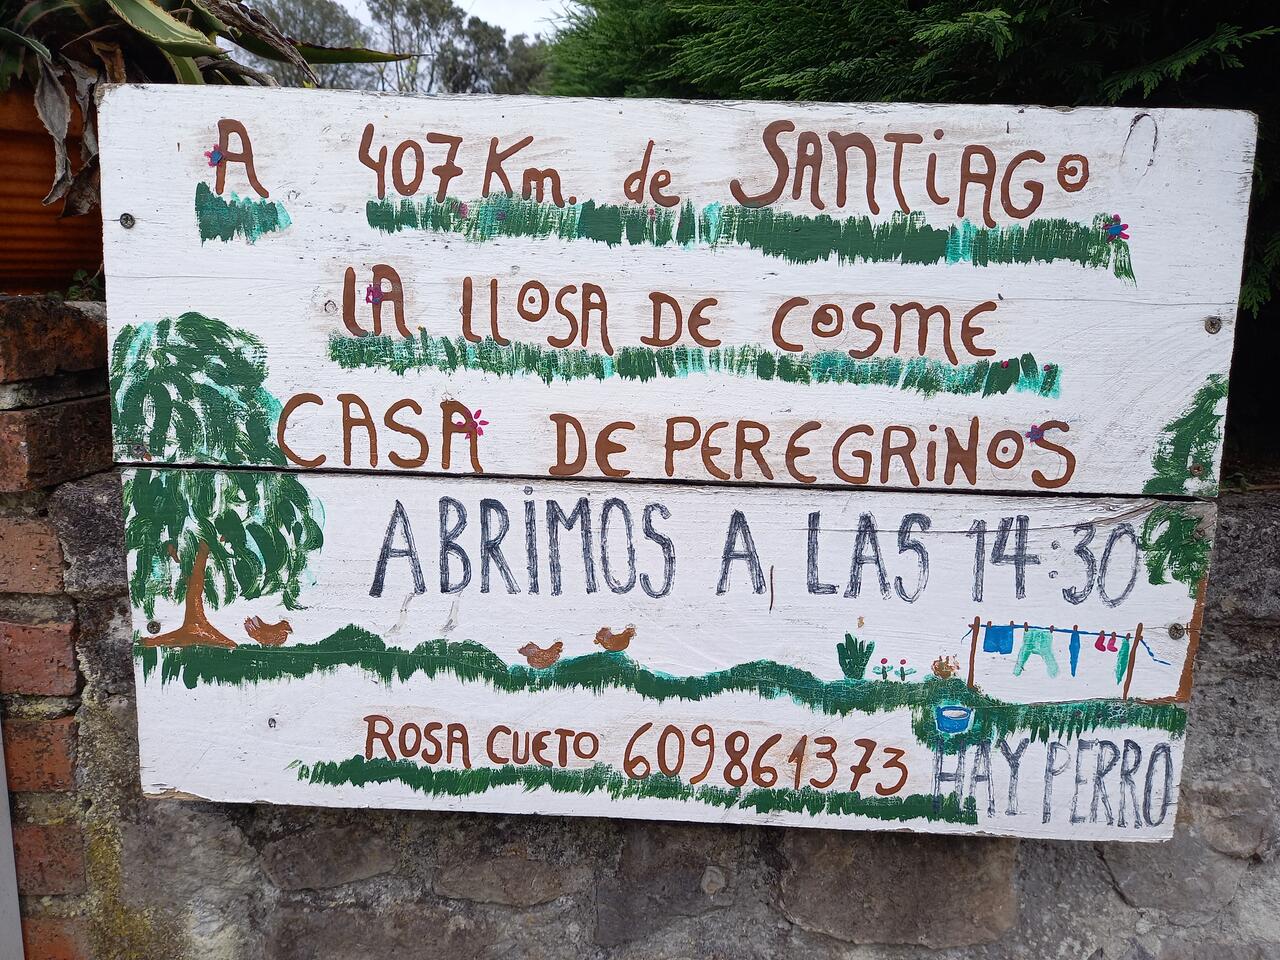 A 407 Km. de SANTiAGO
LA LLOSA DE COSME
CASA DE PEREGRiNOS
ABRiMOS A LAS 14:30
ROSA CUETO 609861373
HAY PERRO